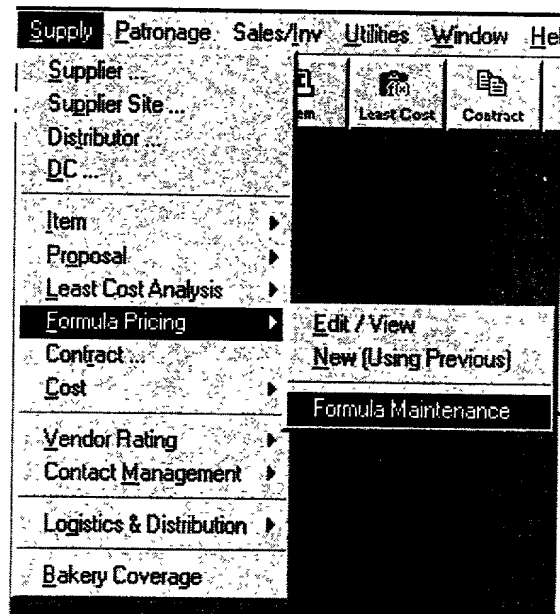 Supply Patronage Sales/Inv Utilities Window Hel
Supplier ...
Supplier Site ...
Distributor ...
DC ...
em Least Cost Contract
Item
Proposal
Least Cost Analysis
Formula Pricing
Contract ...
Cost
Edit / View
New (Using Previous)
Formula Maintenance
Vendor Rating
Contact Management
Logistics & Distribution
Bakery Coverage